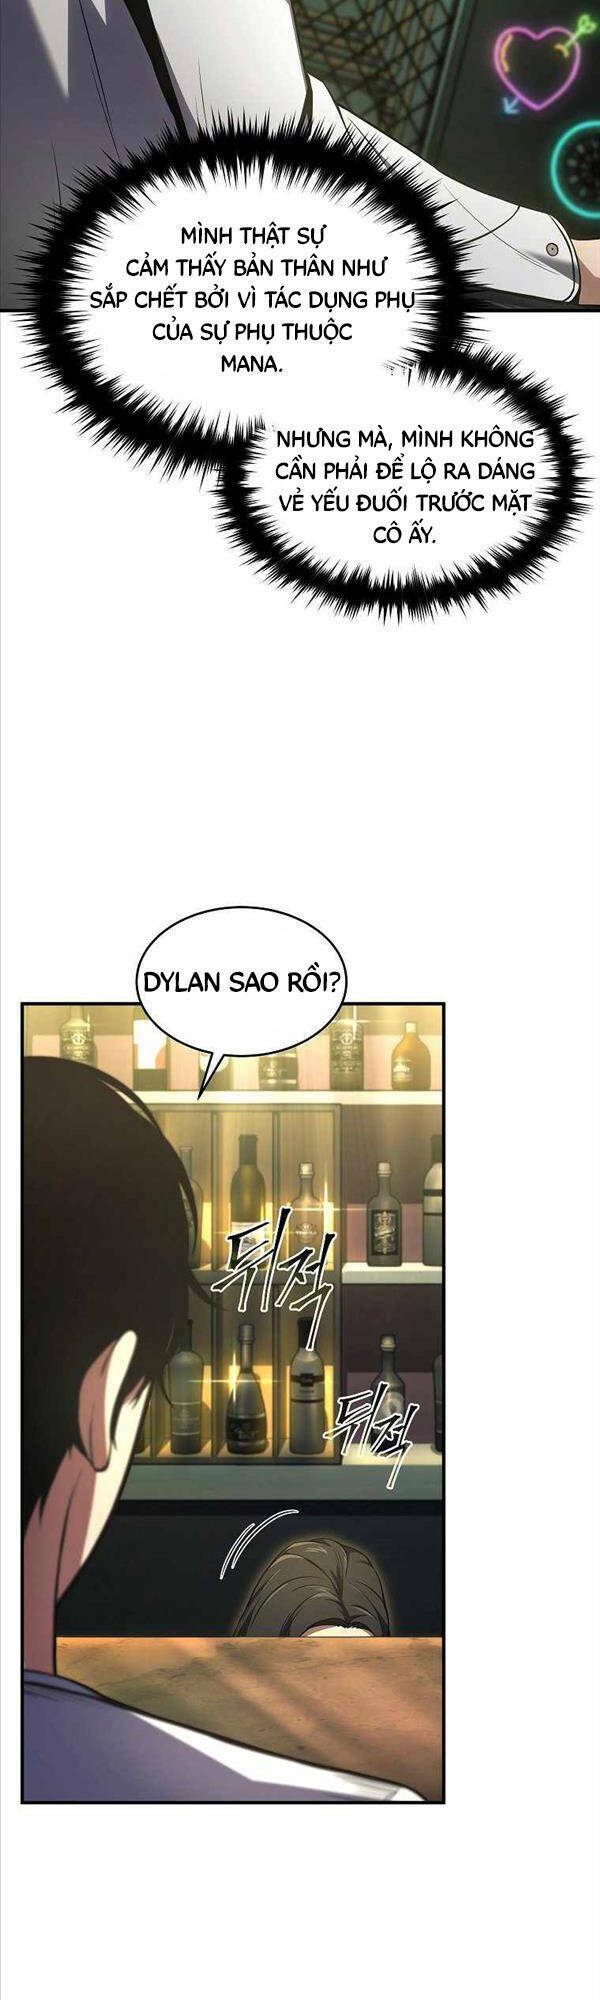 MÌNH THẬT SỰ
CẢM THẤY BẢN THÂN NHƯ
SẮP CHẾT BỞI VÌ TÁC DỤNG PHỤ
CỦA SỰ PHỤ THUỘC
MANA.
NHƯNG MÀ, MÌNH KHÔNG
CẦN PHẢI ĐỂ LỘ RA DÁNG
VẺ YẾU ĐUỐI TRƯỚC MẶT
CÔ ẤY.
DYLAN SAO RỒI?
뒤적
뒤적